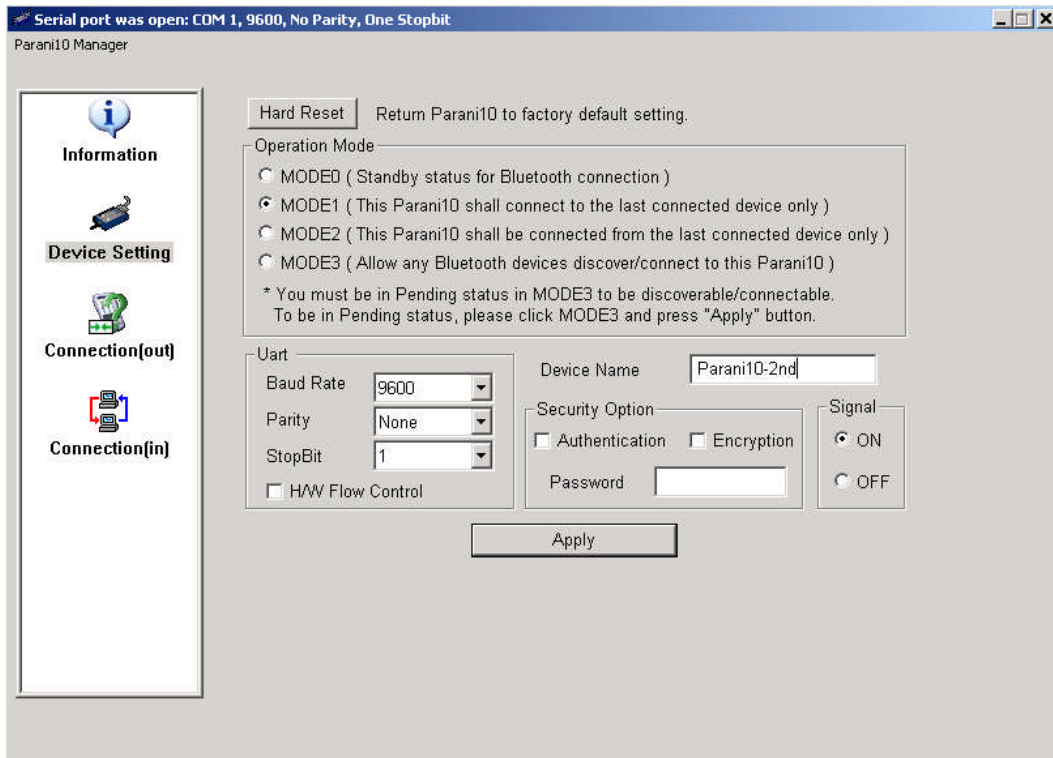 Serial port was open: COM 1, 9600, No Parity, One Stopbit
Parani10 Manager
Information
Device Setting
Connection(out)
Connection(in)
Hard Reset Return Parani10 to factory default setting.
Operation Mode
MODE0 ( Standby status for Bluetooth connection )
MODE1 ( This Parani10 shall connect to the last connected device only )
MODE2 ( This Parani10 shall be connected from the last connected device only )
MODE3 ( Allow any Bluetooth devices discover/connect to this Parani10 )
* You must be in Pending status in MODE3 to be discoverable/connectable.
To be in Pending status, please click MODE3 and press "Apply" button.
Uart
Baud Rate 9600
Parity None
StopBit 1
H/W Flow Control
Device Name Parani10-2nd
Security Option
Authentication Encryption
Password
Signal
ON
OFF
Apply